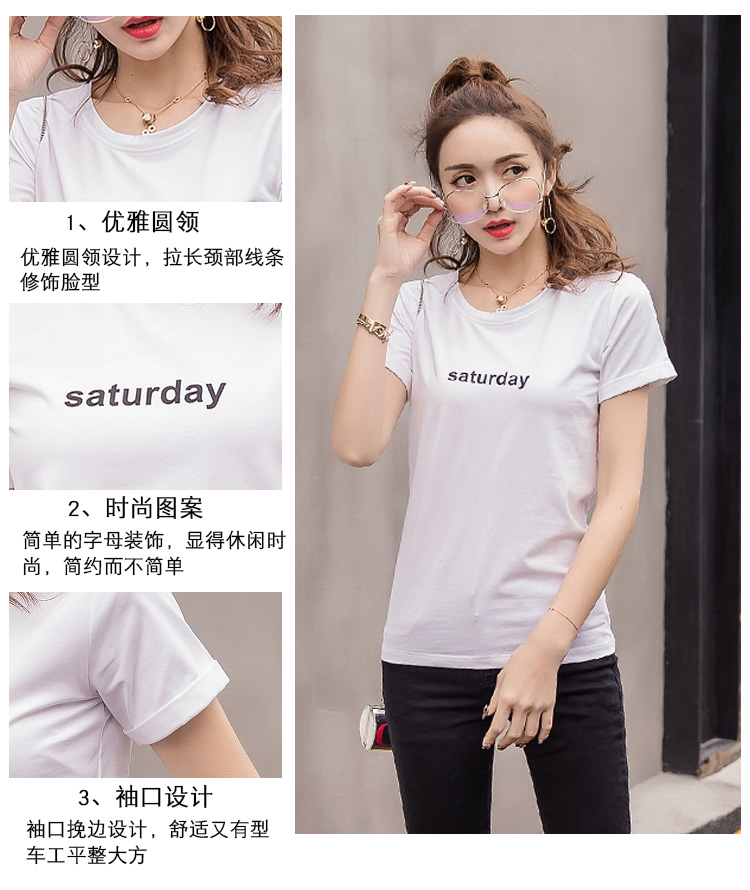 1、优雅圆领
优雅圆领设计，拉长颈部线条
修饰脸型
saturday
2、时尚图案
简单的字母装饰，显得休闲时
尚，简约而不简单
3、袖口设计
袖口挽边设计，舒适又有型
车工平整大方
saturday